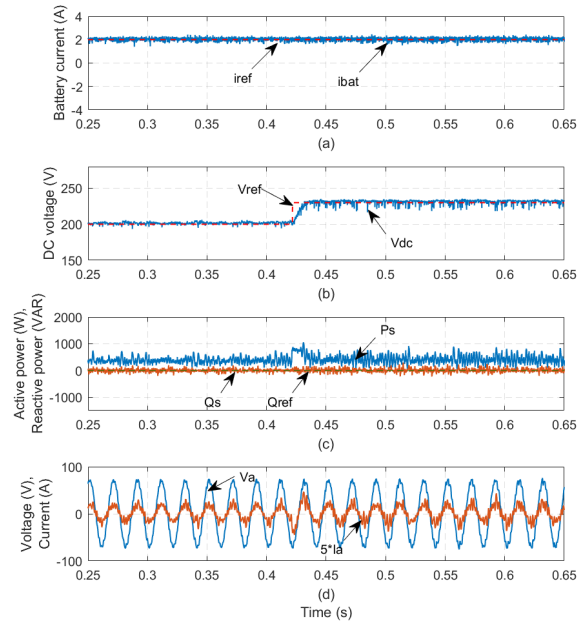 4
2
0
-2
-4
Battery current (A)
iref
ibat
0.25 0.3 0.35 0.4 0.45 0.5 0.55 0.6 0.65
(a)
250
200
150
DC voltage (V)
Vref
Vdc
0.25 0.3 0.35 0.4 0.45 0.5 0.55 0.6 0.65
(b)
2000
1000
0
-1000
Active power (W),
Reactive power (VAR)
Ps
Qs
Qref
0.25 0.3 0.35 0.4 0.45 0.5 0.55 0.6 0.65
(c)
100
0
-100
Voltage (V),
Current (A)
Va
5*Ia
0.25 0.3 0.35 0.4 0.45 0.5 0.55 0.6 0.65
(d)
Time (s)